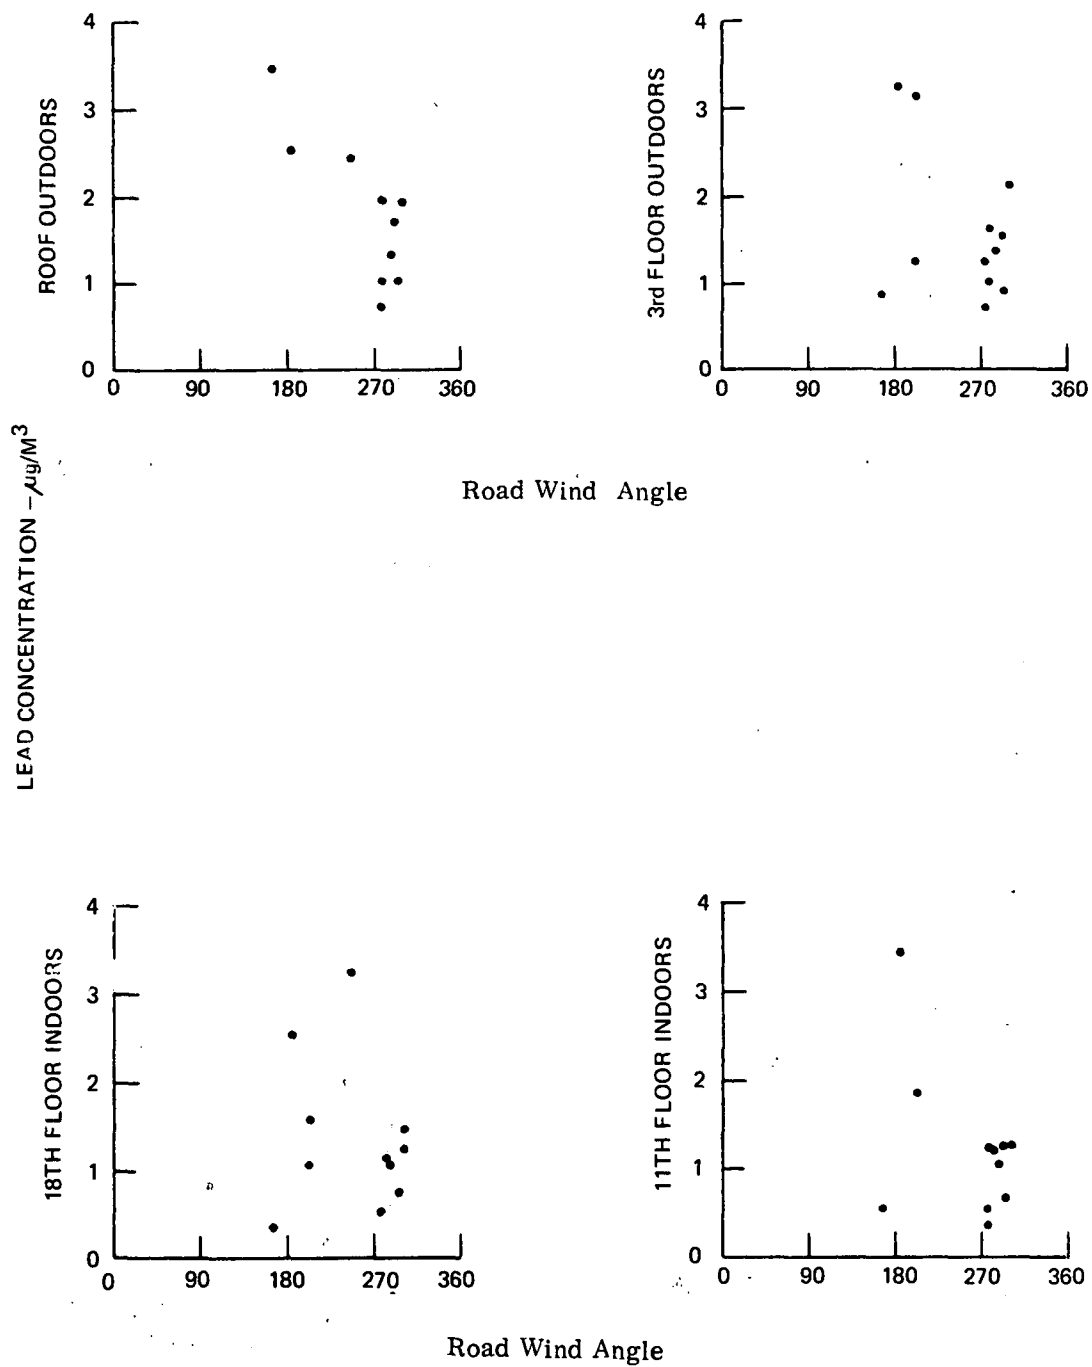 ROOF OUTDOORS
4
3
2
1
0
0 90 180 270 360
3rd FLOOR OUTDOORS
4
3
2
1
0
0 90 180 270 360
Road Wind Angle
LEAD CONCENTRATION – µg/M³
18TH FLOOR INDOORS
4
3
2
1
0
0 90 180 270 360
11TH FLOOR INDOORS
4
3
2
1
0
0 90 180 270 360
Road Wind Angle